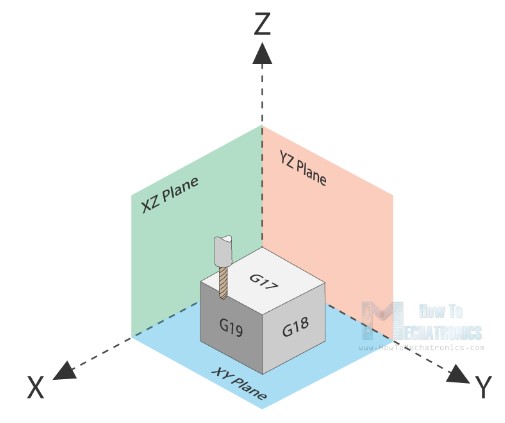 Z
XZ Plane
YZ Plane
G17
G19
G18
How To
MECHATRONICS
www.howtomechatronics.com
XY Plane
X
Y